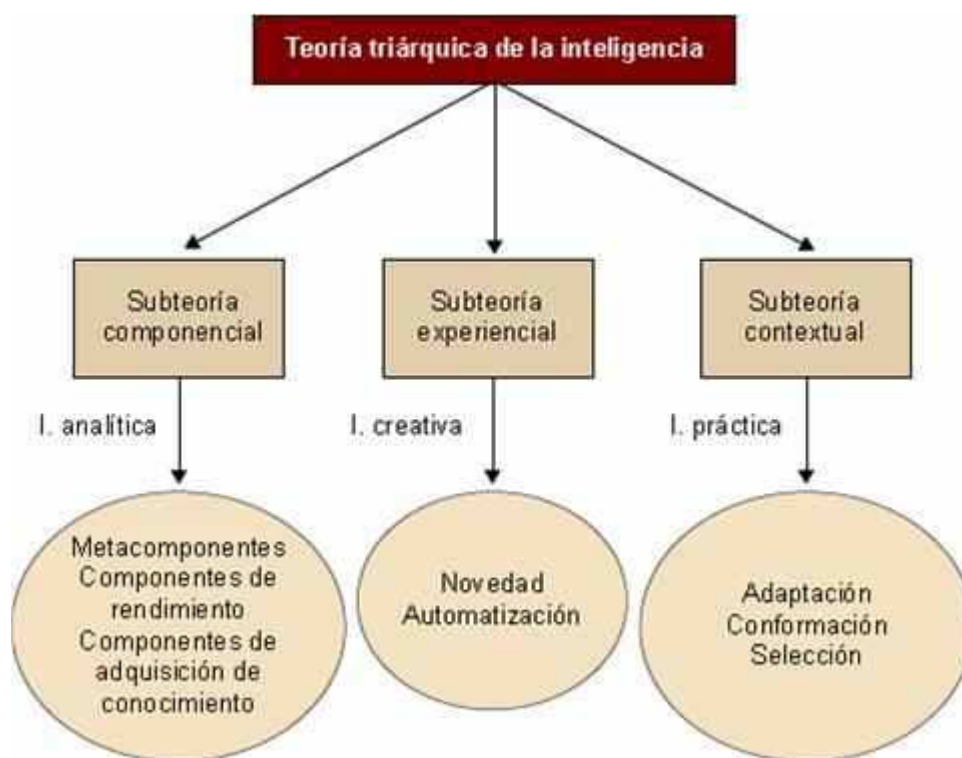 Teoría triárquica de la inteligencia
Subteoría
componencial
Subteoría
experiencial
Subteoría
contextual
I. analítica
I. creativa
I. práctica
Metacomponentes
Componentes de
rendimiento
Componentes de
adquisición de
conocimiento
Novedad
Automatización
Adaptación
Conformación
Selección